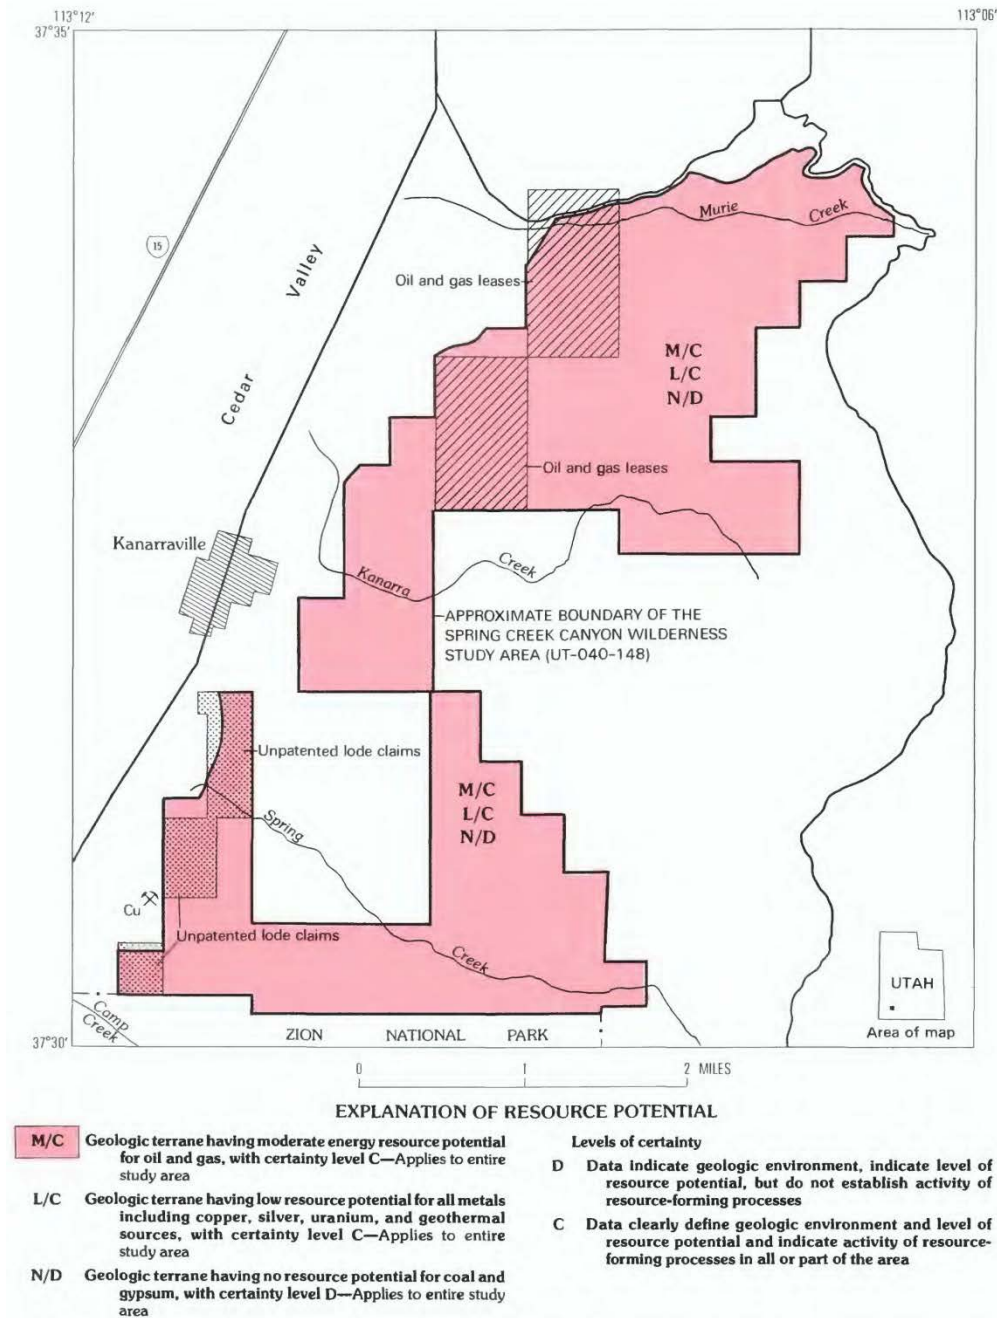 113°12'
113°06'
37°35'
Murie
Creek
15
Valley
Oil and gas leases
Cedar
M/C
L/C
N/D
Oil and gas leases
Kanarraville
Kanarra
Creek
APPROXIMATE BOUNDARY OF THE
SPRING CREEK CANYON WILDERNESS
STUDY AREA (UT-040-148)
Unpatented lode claims
M/C
L/C
N/D
Spring
Cu
Unpatented lode claims
Creek
UTAH
Camp
Creek
Area of map
ZION NATIONAL PARK
37°30'
0 1 2 MILES
EXPLANATION OF RESOURCE POTENTIAL
M/C Geologic terrane having moderate energy resource potential
for oil and gas, with certainty level C—Applies to entire
study area
L/C Geologic terrane having low resource potential for all metals
including copper, silver, uranium, and geothermal
sources, with certainty level C—Applies to entire
study area
N/D Geologic terrane having no resource potential for coal and
gypsum, with certainty level D—Applies to entire study
area
Levels of certainty
D Data indicate geologic environment, indicate level of
resource potential, but do not establish activity of
resource-forming processes
C Data clearly define geologic environment and level of
resource potential and indicate activity of resource-
forming processes in all or part of the area